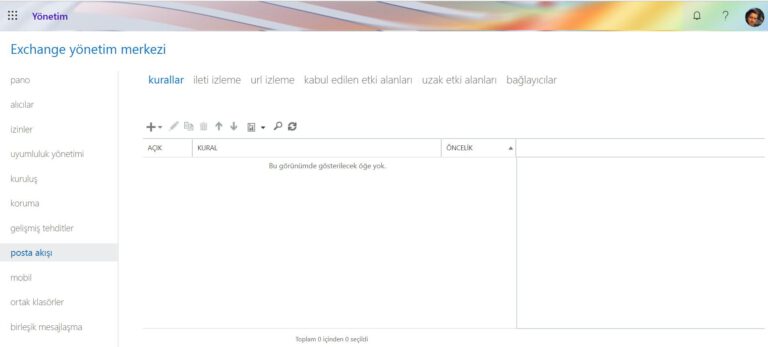 Yönetim
?
Exchange yönetim merkezi
pano
alıcılar
izinler
uyumluluk yönetimi
kuruluş
koruma
gelişmiş tehditler
posta akışı
mobil
ortak klasörler
birleşik mesajlaşma
kurallar ileti izleme url izleme kabul edilen etki alanları uzak etki alanları bağlayıcılar
AÇIK KURAL ÖNCELİK
Bu görünümde gösterilecek öğe yok.
Toplam 0 içinden 0 seçildi